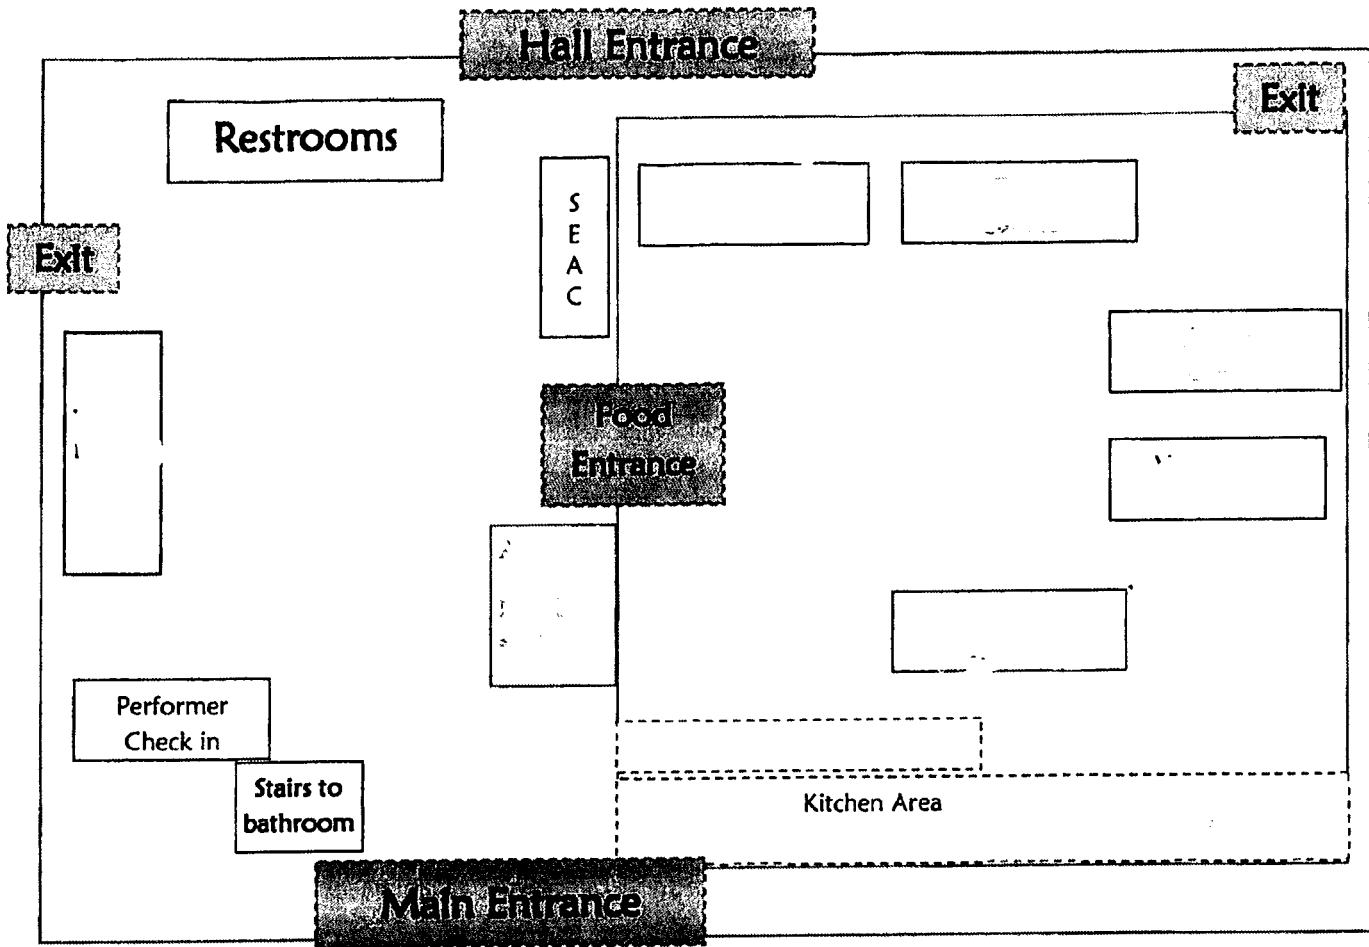 Hall Entrance
Exit
Restrooms
S
E
A
C
Exit
Food
Entrance
Performer
Check in
Stairs to
bathroom
Kitchen Area
Main Entrance